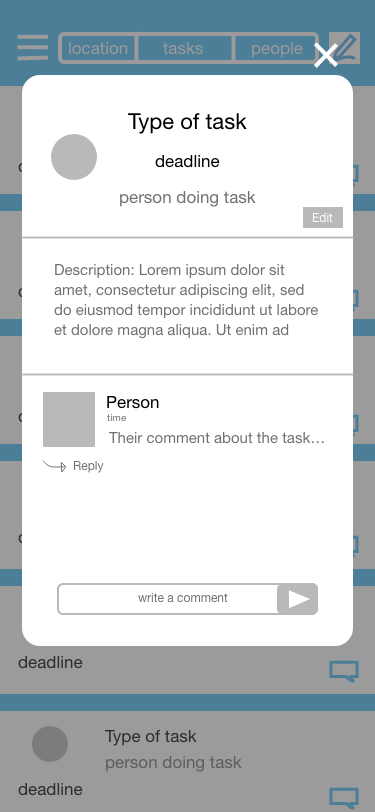 location
tasks
people
Type of task
deadline
person doing task
Edit
Description: Lorem ipsum dolor sit
amet, consectetur adipiscing elit, sed
do eiusmod tempor incididunt ut labore
et dolore magna aliqua. Ut enim ad
Person
time
Their comment about the task...
Reply
write a comment
deadline
Type of task
person doing task
deadline